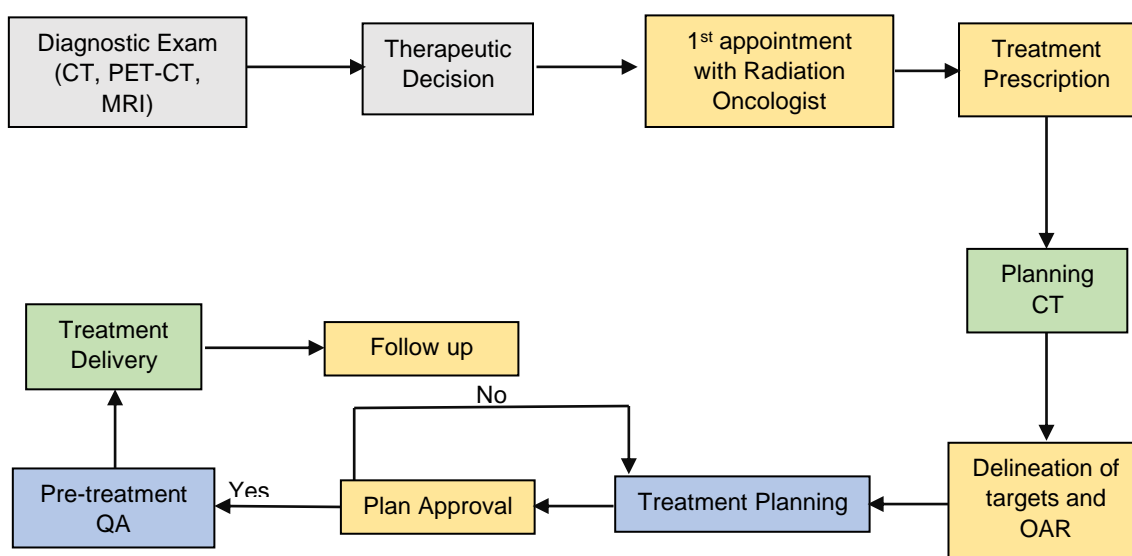 Diagnostic Exam
(CT, PET-CT,
MRI)
Therapeutic
Decision
1st appointment
with Radiation
Oncologist
Treatment
Prescription
Planning
CT
Delineation of
targets and
OAR
Treatment Planning
No
Plan Approval
Yes
Pre-treatment
QA
Treatment
Delivery
Follow up